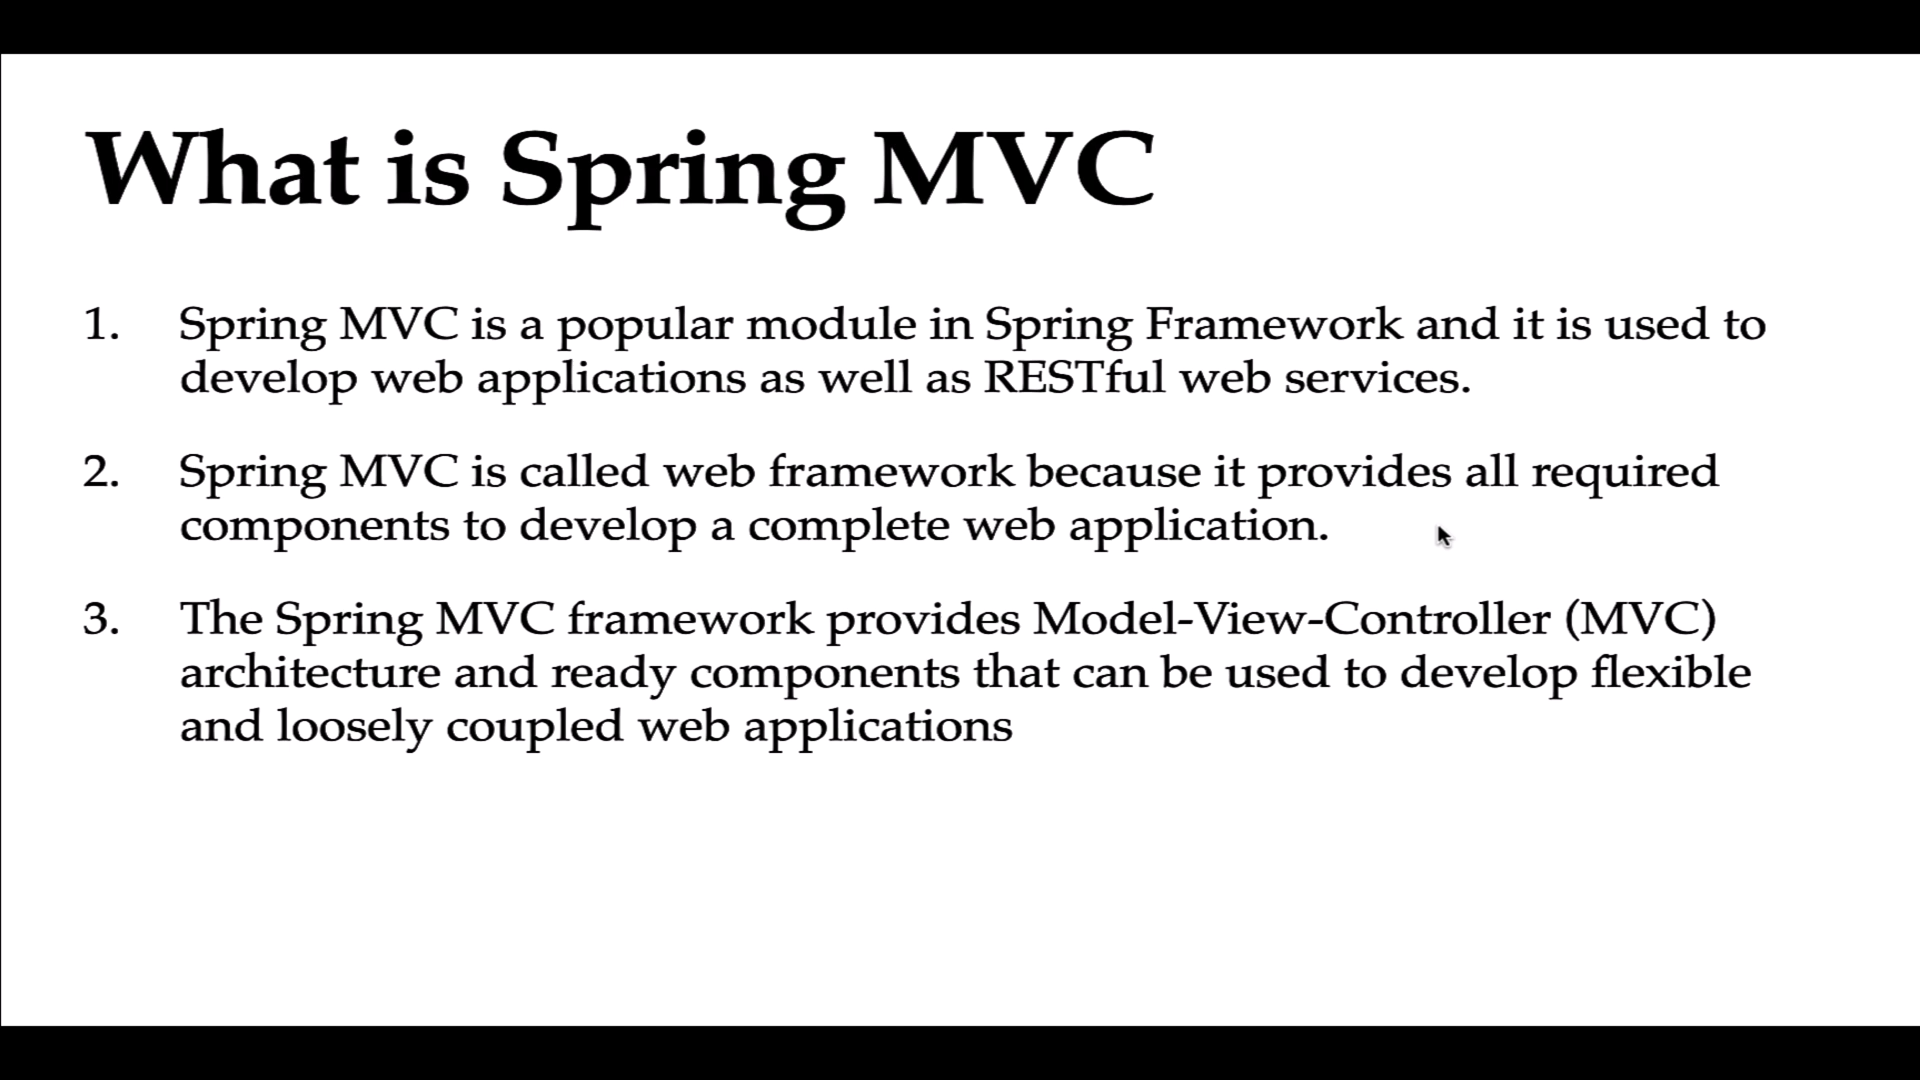 What is Spring MVC
1. Spring MVC is a popular module in Spring Framework and it is used to
develop web applications as well as RESTful web services.
2. Spring MVC is called web framework because it provides all required
components to develop a complete web application.
3. The Spring MVC framework provides Model-View-Controller (MVC)
architecture and ready components that can be used to develop flexible
and loosely coupled web applications